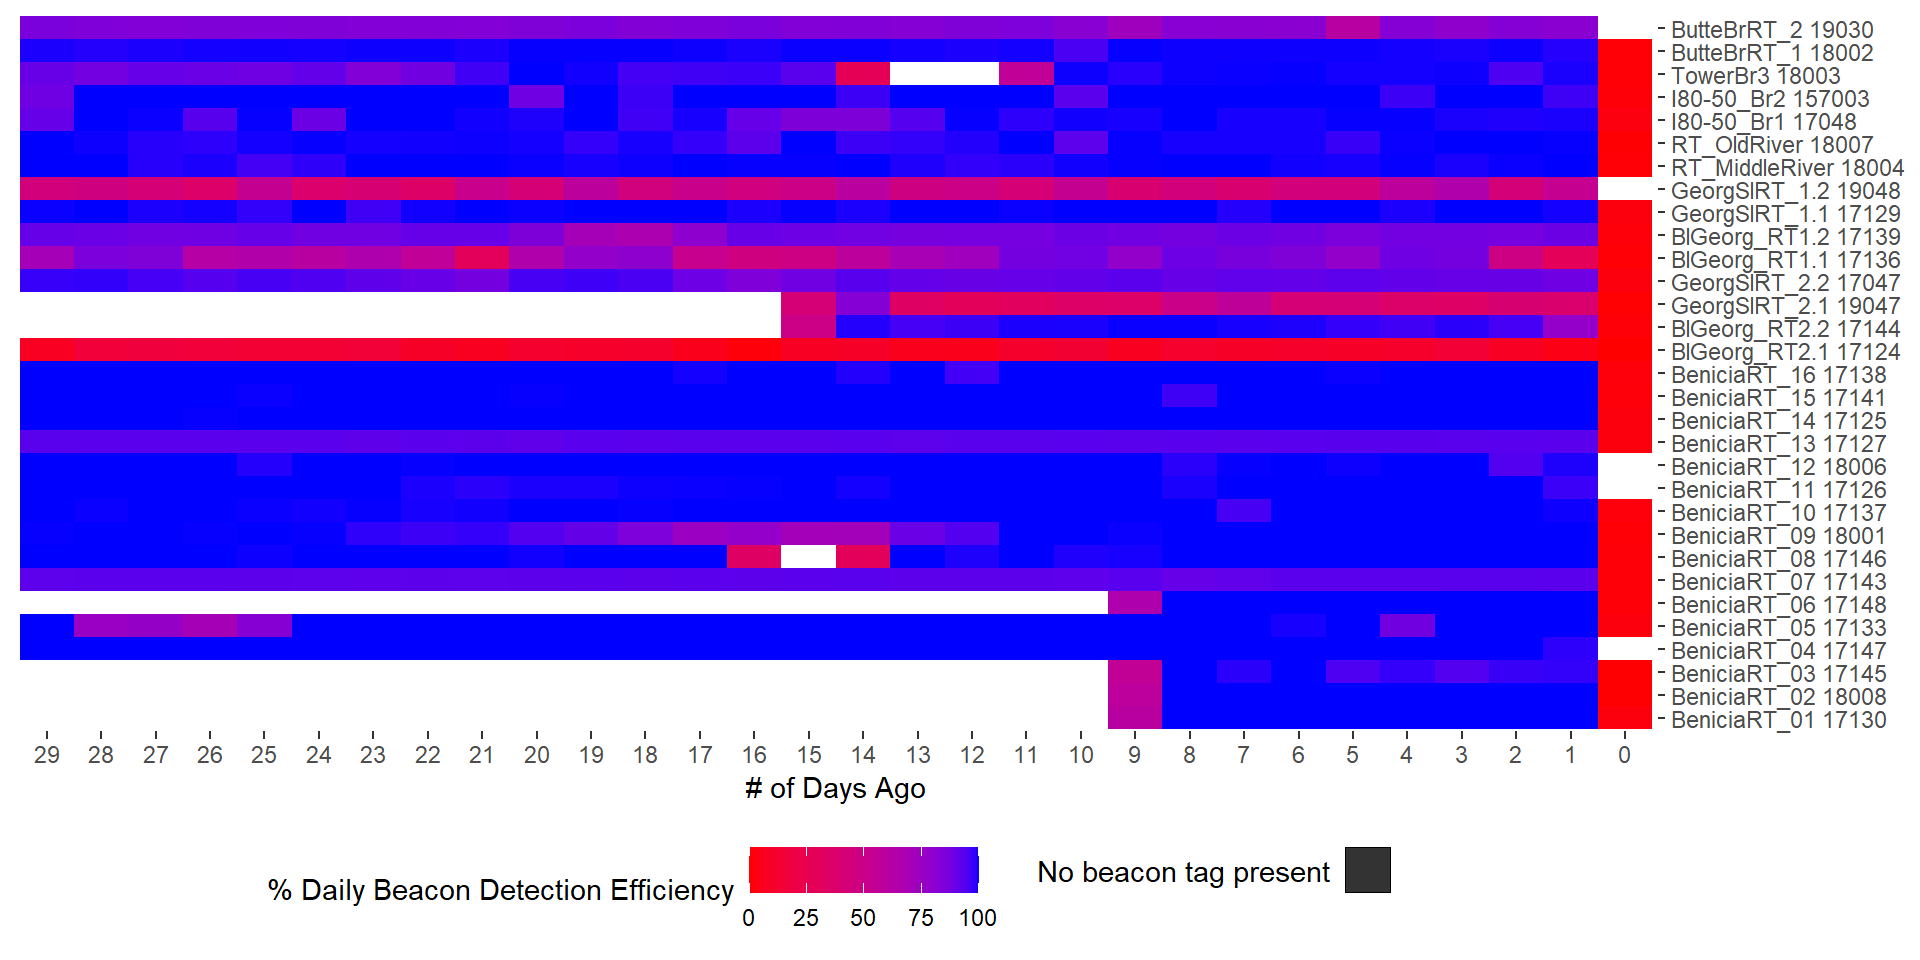 ButteBrRT_2 19030
ButteBrRT_1 18002
TowerBr3 18003
I80-50_Br2 157003
I80-50_Br1 17048
RT_OldRiver 18007
RT_MiddleRiver 18004
GeorgSlRT_1.2 19048
GeorgSlRT_1.1 17129
BlGeorg_RT1.2 17139
BlGeorg_RT1.1 17136
GeorgSlRT_2.2 17047
GeorgSlRT_2.1 19047
BlGeorg_RT2.2 17144
BlGeorg_RT2.1 17124
BeniciaRT_16 17138
BeniciaRT_15 17141
BeniciaRT_14 17125
BeniciaRT_13 17127
BeniciaRT_12 18006
BeniciaRT_11 17126
BeniciaRT_10 17137
BeniciaRT_09 18001
BeniciaRT_08 17146
BeniciaRT_07 17143
BeniciaRT_06 17148
BeniciaRT_05 17133
BeniciaRT_04 17147
BeniciaRT_03 17145
BeniciaRT_02 18008
BeniciaRT_01 17130
29 28 27 26 25 24 23 22 21 20 19 18 17 16 15 14 13 12 11 10 9 8 7 6 5 4 3 2 1 0
# of Days Ago
% Daily Beacon Detection Efficiency
0 25 50 75 100
No beacon tag present